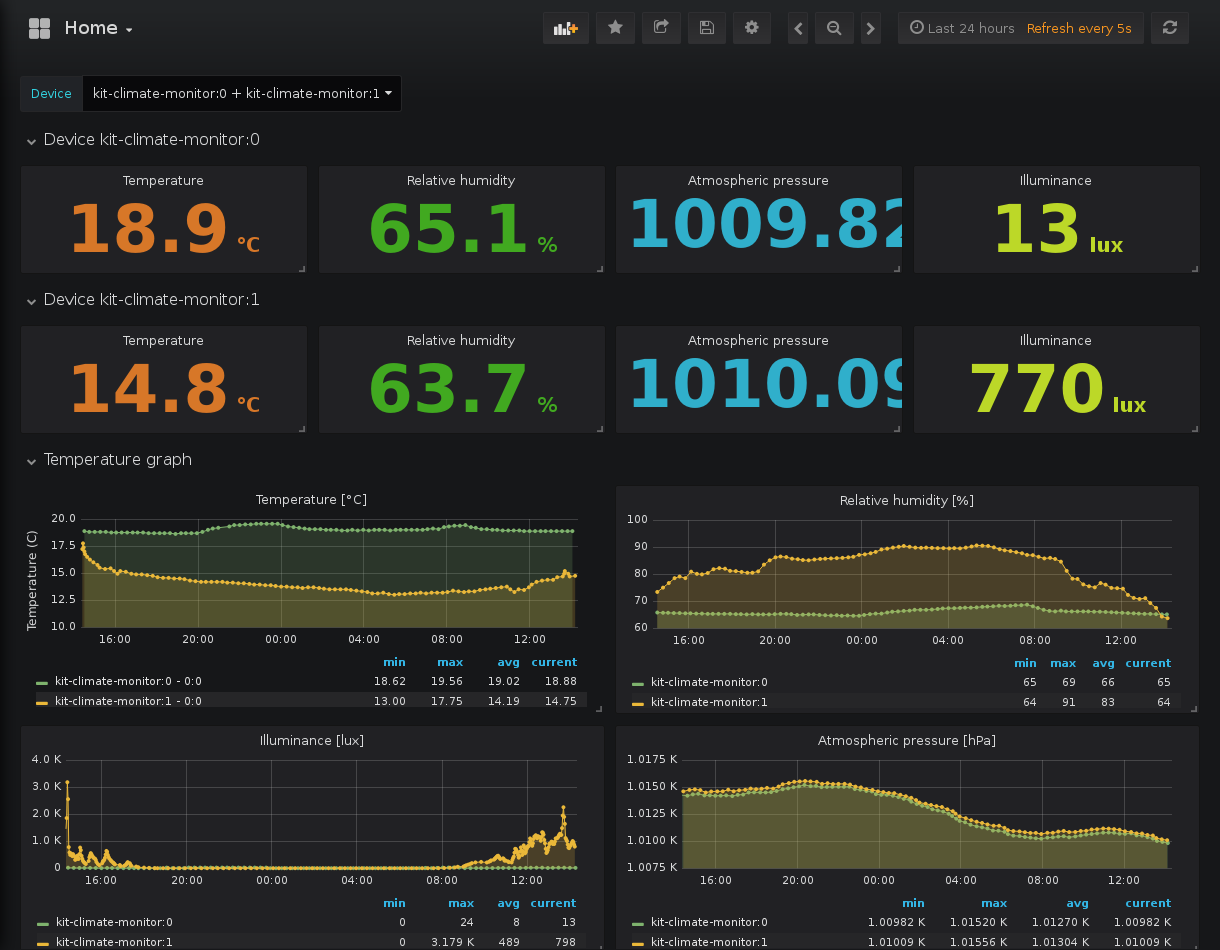 Home
Last 24 hours Refresh every 5s
Device kit-climate-monitor:0 + kit-climate-monitor:1
Device kit-climate-monitor:0
Temperature Relative humidity Atmospheric pressure Illuminance
18.9 °C 65.1 % 1009.82 13 lux
Device kit-climate-monitor:1
Temperature Relative humidity Atmospheric pressure Illuminance
14.8 °C 63.7 % 1010.09 770 lux
Temperature graph
Temperature [°C]
Temperature (C)
20.0
17.5
15.0
12.5
10.0
16:00 20:00 00:00 04:00 08:00 12:00
min max avg current
kit-climate-monitor:0 - 0:0 18.62 19.56 19.02 18.88
kit-climate-monitor:1 - 0:0 13.00 17.75 14.19 14.75
Relative humidity [%]
100
90
80
70
60
16:00 20:00 00:00 04:00 08:00 12:00
min max avg current
kit-climate-monitor:0 65 69 66 65
kit-climate-monitor:1 64 91 83 64
Illuminance [lux]
4.0 K
3.0 K
2.0 K
1.0 K
0
16:00 20:00 00:00 04:00 08:00 12:00
min max avg current
kit-climate-monitor:0 0 24 8 13
kit-climate-monitor:1 0 3.179 K 489 798
Atmospheric pressure [hPa]
1.0175 K
1.0150 K
1.0125 K
1.0100 K
1.0075 K
16:00 20:00 00:00 04:00 08:00 12:00
min max avg current
kit-climate-monitor:0 1.00982 K 1.01520 K 1.01270 K 1.00982 K
kit-climate-monitor:1 1.01009 K 1.01556 K 1.01304 K 1.01009 K